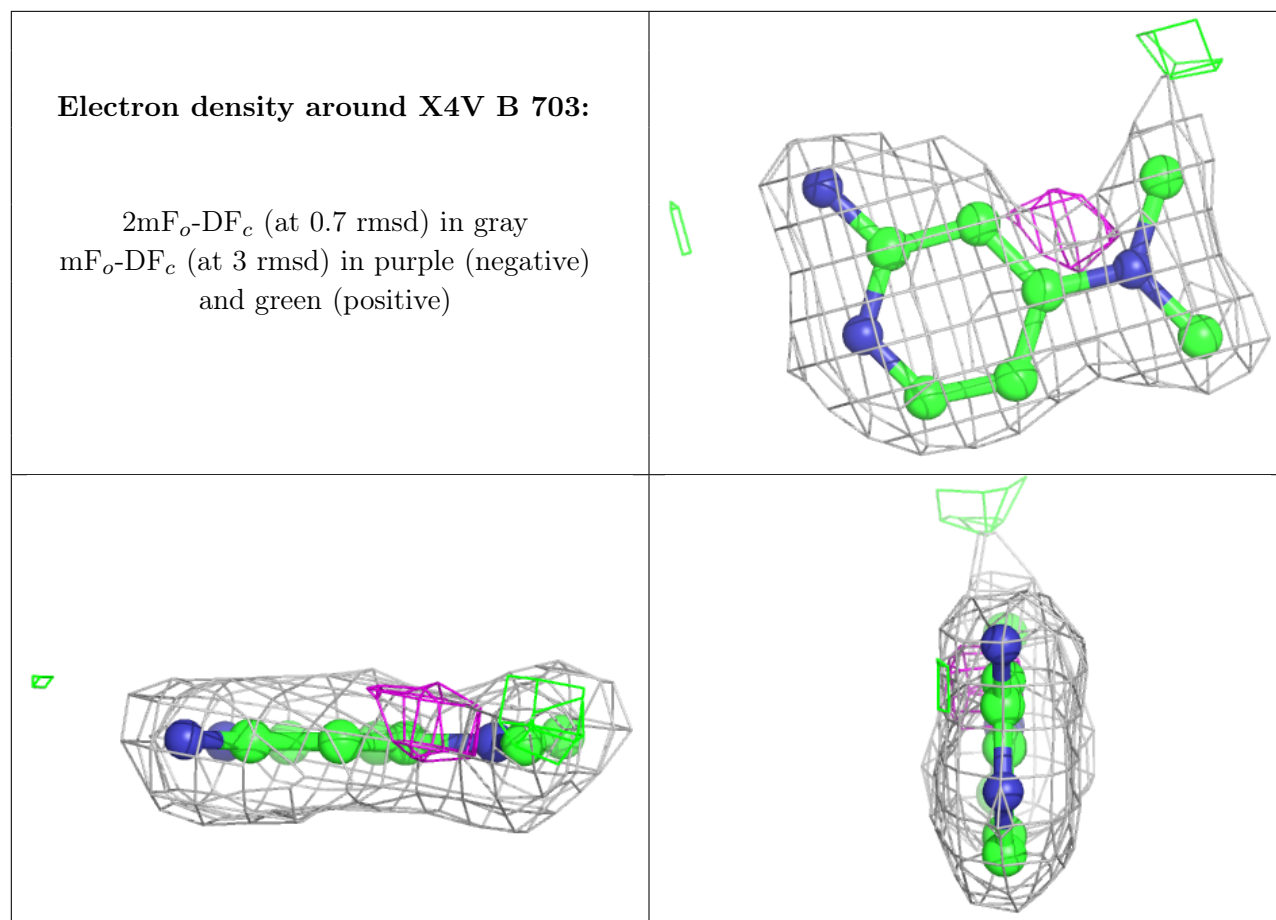 Electron density around X4V B 703:
2mFo-DFc (at 0.7 rmsd) in gray
mFo-DFc (at 3 rmsd) in purple (negative)
and green (positive)